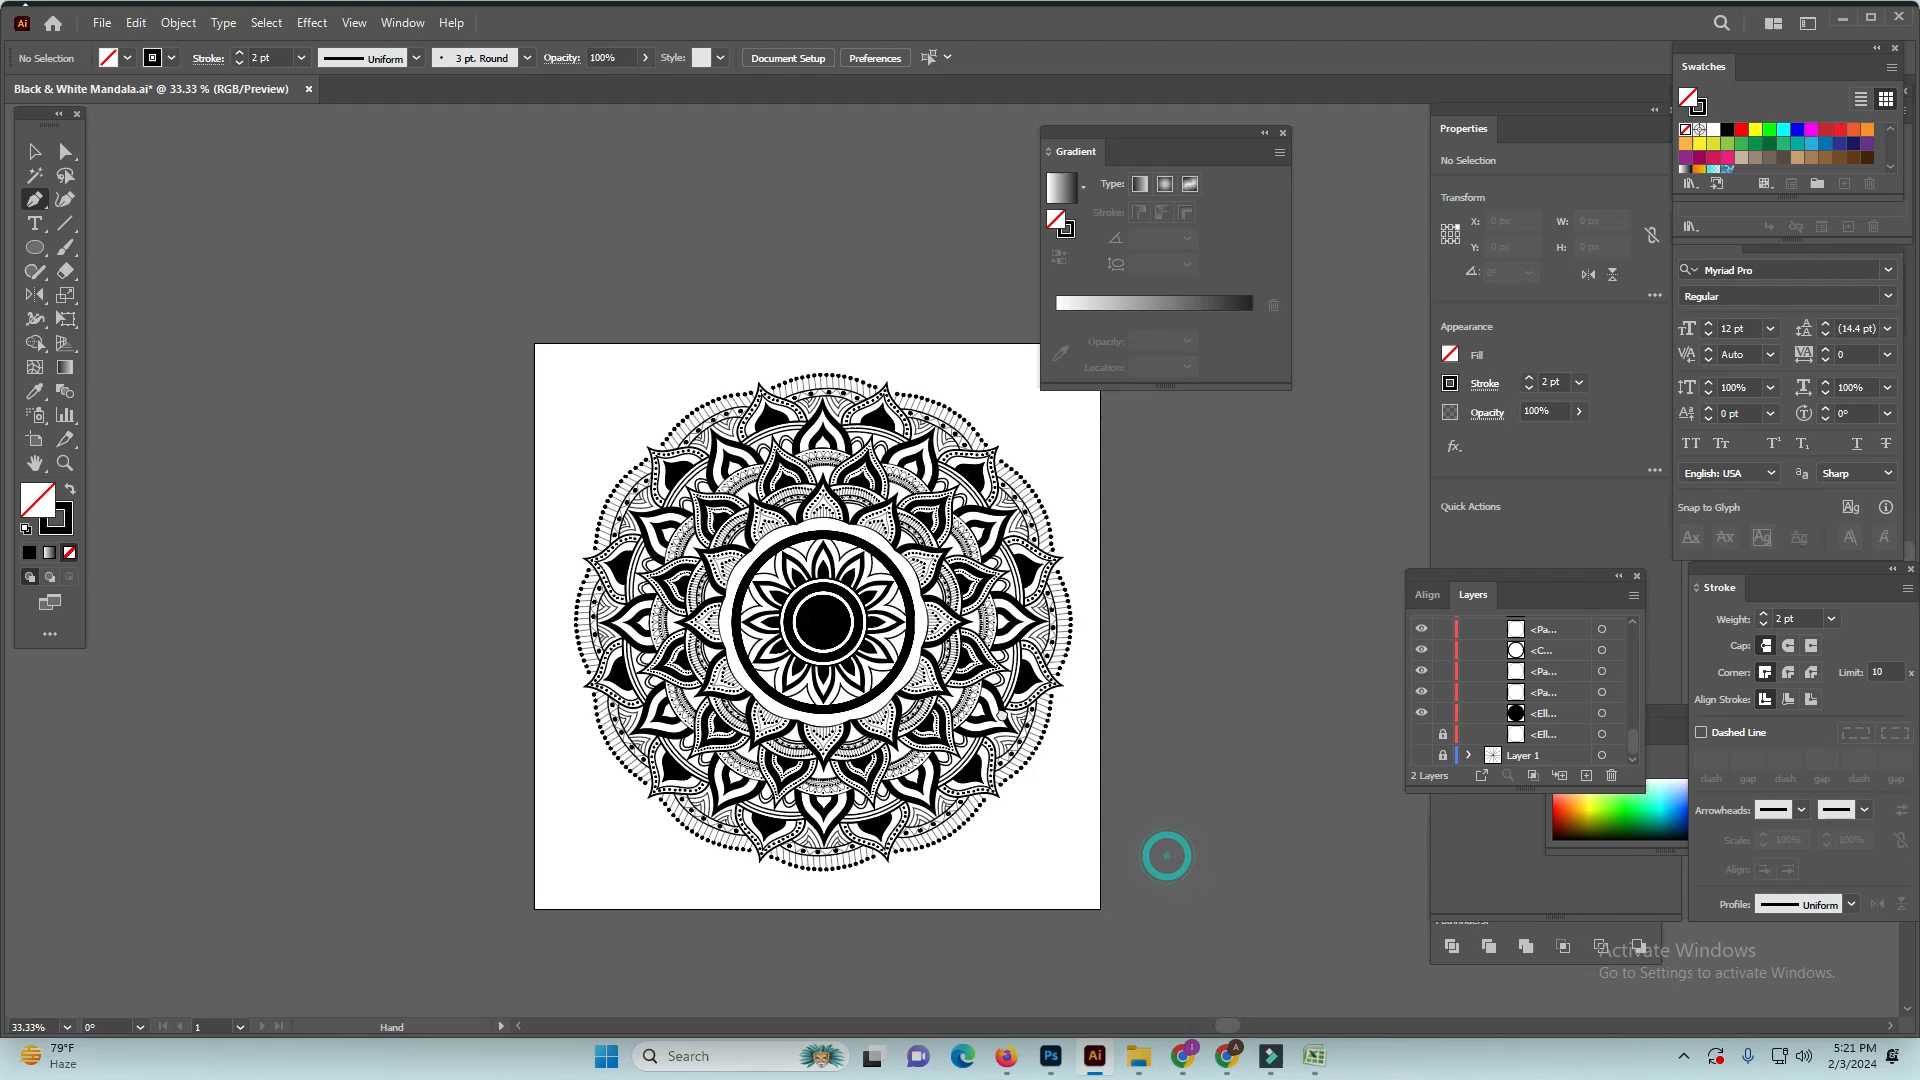 File Edit Object Type Select Effect View Window Help
No Selection Stroke: 2 pt Uniform 3 pt. Round Opacity: 100% Style: Document Setup Preferences
Black & White Mandala.ai* @ 33.33 % (RGB/Preview)
Gradient
Type:
Stroke:
Opacity:
Location:
Properties
No Selection
Transform
X: 0 px W: 0 px
Y: 0 px H: 0 px
0°
Appearance
Fill
Stroke 2 pt
Opacity 100%
fx.
Quick Actions
Swatches
Myriad Pro
Regular
12 pt (14.4 pt)
Auto 0
100% 100%
0 pt 0°
English: USA Sharp
Snap to Glyph
Align Layers
<Pa...
<C...
<Pa...
<Pa...
<Ell...
<Ell...
Layer 1
2 Layers
Stroke
Weight: 2 pt
Cap:
Corner: Limit: 10 x
Align Stroke:
Dashed Line
dash gap dash gap dash gap
Arrowheads:
Scale: 100% 100%
Align:
Profile: Uniform
Activate Windows
Go to Settings to activate Windows.
33.33% 0° 1 Hand
79°F
Haze
Search
5:21 PM
2/3/2024